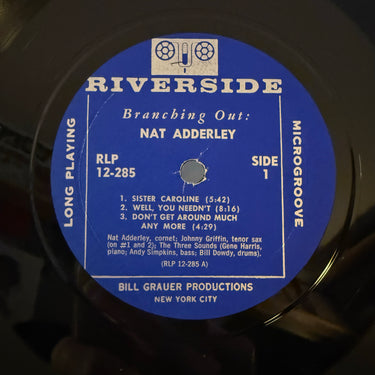 RIVERSIDE
Branching Out:
NAT ADDERLEY
LONG PLAYING
MICROGROOVE
RLP
12-285
SIDE
1
1. SISTER CAROLINE (5:42)
2. WELL, YOU NEEDN'T (8:16)
3. DON'T GET AROUND MUCH
ANY MORE (4:29)
Nat Adderley, cornet; Johnny Griffin, tenor sax
(on #1 and 2); The Three Sounds (Gene Harris,
piano; Andy Simpkins, bass; Bill Dowdy, drums).
(RLP 12-285 A)
BILL GRAUER PRODUCTIONS
NEW YORK CITY